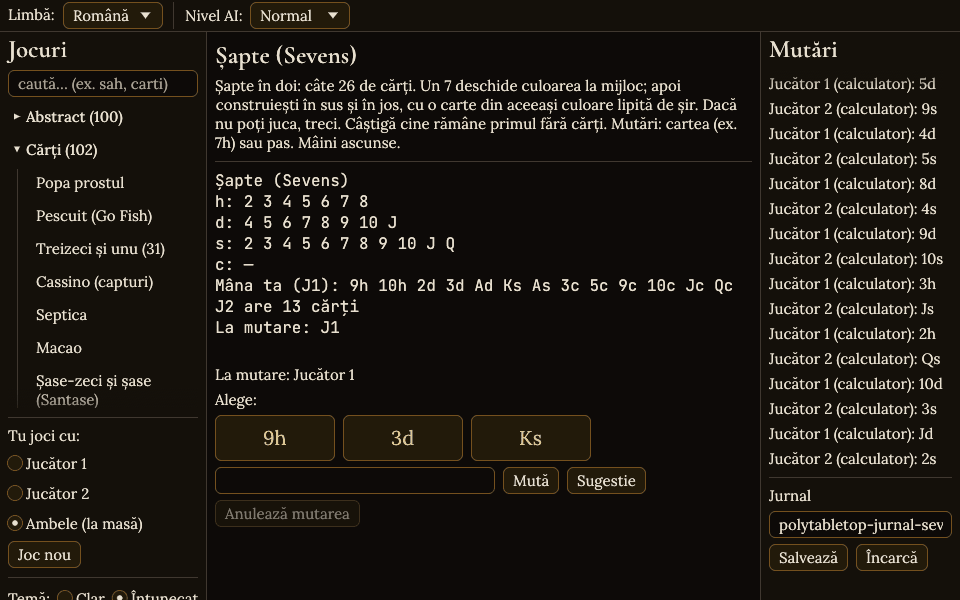 Limbă: Română ▼ Nivel AI: Normal ▼
Jocuri
caută... (ex. sah, carti)
▸ Abstract (100)
▾ Cărți (102)
Popa prostul
Pescuit (Go Fish)
Treizeci și unu (31)
Cassino (capturi)
Septica
Macao
Șase-zeci și șase
(Santase)
Tu joci cu:
Jucător 1
Jucător 2
Ambele (la masă)
Joc nou
Temă: Clar Întunecat
Șapte (Sevens)
Șapte în doi: câte 26 de cărți. Un 7 deschide culoarea la mijloc; apoi
construiești în sus și în jos, cu o carte din aceeași culoare lipită de șir. Dacă
nu poți juca, treci. Câștigă cine rămâne primul fără cărți. Mutări: cartea (ex.
7h) sau pas. Mâini ascunse.
Șapte (Sevens)
h: 2 3 4 5 6 7 8
d: 4 5 6 7 8 9 10 J
s: 2 3 4 5 6 7 8 9 10 J Q
c: —
Mâna ta (J1): 9h 10h 2d 3d Ad Ks As 3c 5c 9c 10c Jc Qc
J2 are 13 cărți
La mutare: J1
La mutare: Jucător 1
Alege:
9h 3d Ks
Mută Sugestie
Anulează mutarea
Mutări
Jucător 1 (calculator): 5d
Jucător 2 (calculator): 9s
Jucător 1 (calculator): 4d
Jucător 2 (calculator): 5s
Jucător 1 (calculator): 8d
Jucător 2 (calculator): 4s
Jucător 1 (calculator): 9d
Jucător 2 (calculator): 10s
Jucător 1 (calculator): 3h
Jucător 2 (calculator): Js
Jucător 1 (calculator): 2h
Jucător 2 (calculator): Qs
Jucător 1 (calculator): 10d
Jucător 2 (calculator): 3s
Jucător 1 (calculator): Jd
Jucător 2 (calculator): 2s
Jurnal
polytabletop-jurnal-sev
Salvează Încarcă